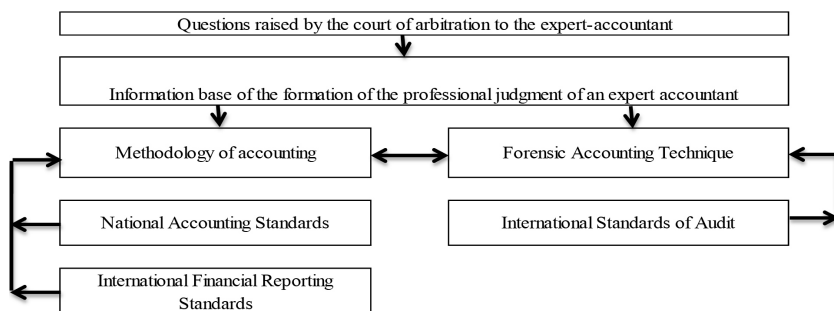 Questions raised by the court of arbitration to the expert-accountant
Information base of the formation of the professional judgment of an expert accountant
Methodology of accounting
Forensic Accounting Technique
National Accounting Standards
International Standards of Audit
International Financial Reporting
Standards